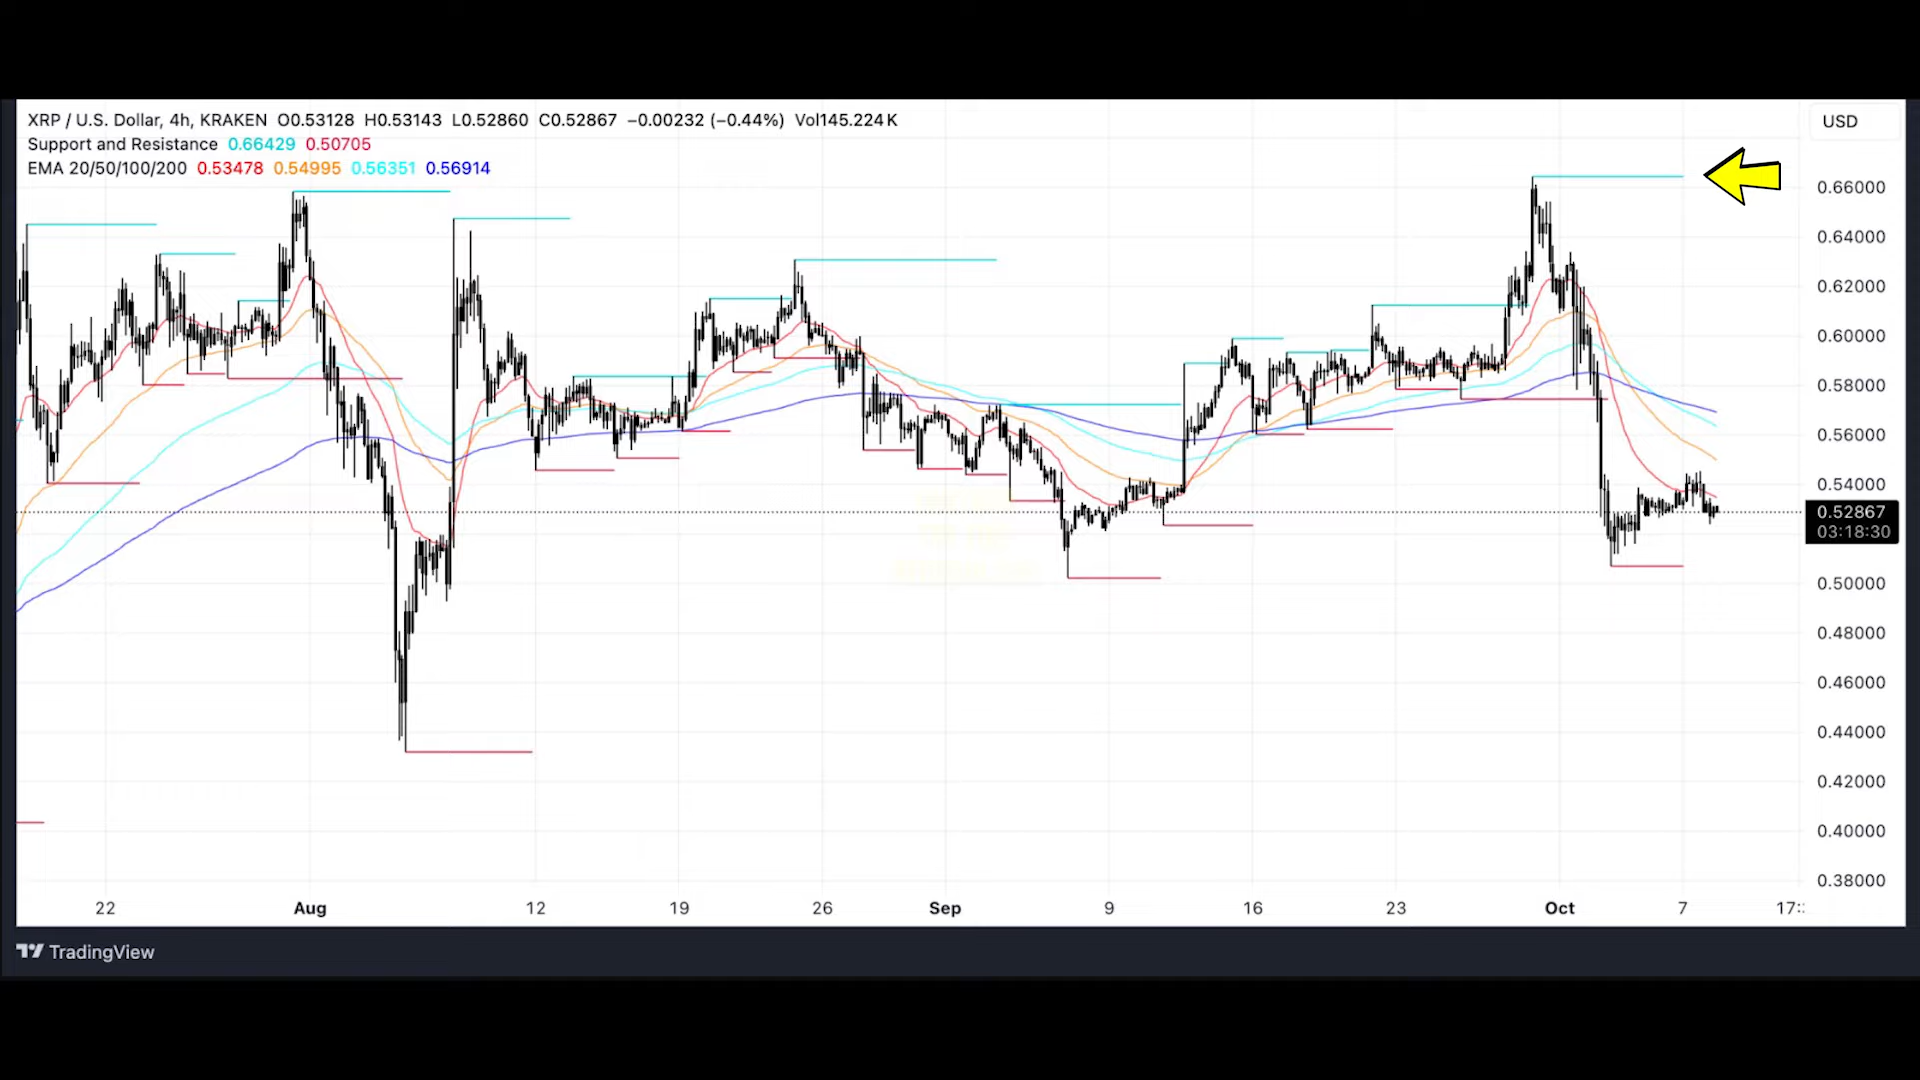 XRP / U.S. Dollar, 4h, KRAKEN O0.53128 H0.53143 L0.52860 C0.52867 −0.00232 (−0.44%) Vol145.224K
USD
Support and Resistance 0.66429 0.50705
EMA 20/50/100/200 0.53478 0.54995 0.56351 0.56914
0.66000
0.64000
0.62000
0.60000
0.58000
0.56000
0.54000
0.52867
03:18:30
0.50000
0.48000
0.46000
0.44000
0.42000
0.40000
0.38000
22 Aug 12 19 26 Sep 9 16 23 Oct 7 17:
TradingView